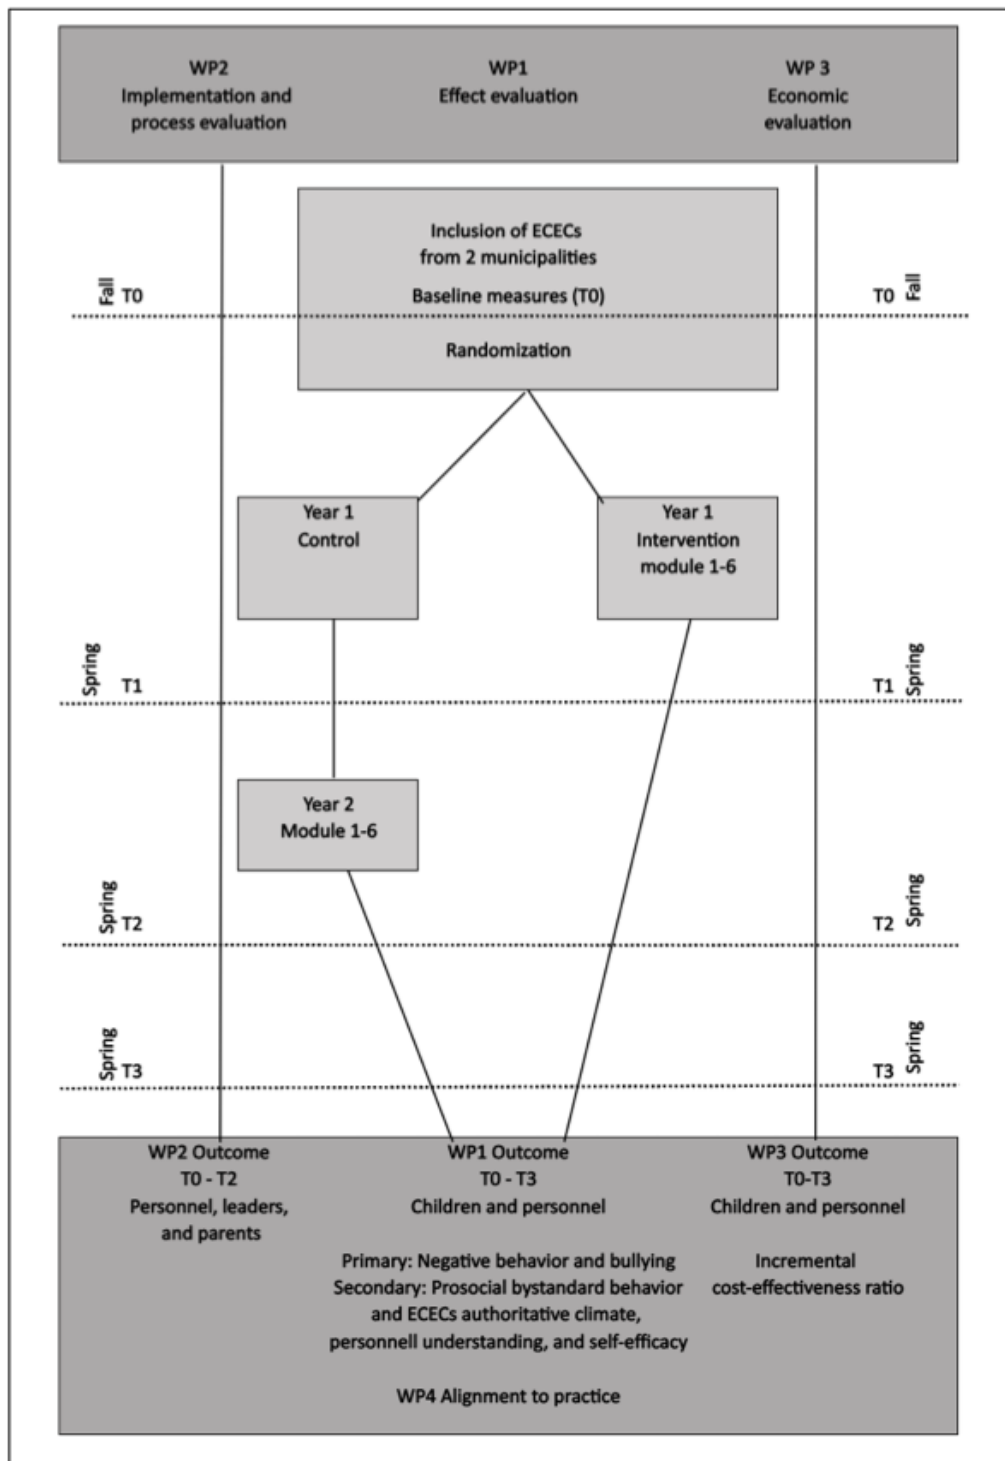 WP2
Implementation and
process evaluation
WP1
Effect evaluation
WP 3
Economic
evaluation
Inclusion of ECECs
from 2 municipalities
Baseline measures (T0)
Randomization
Fall
T0
T0
Fall
Year 1
Control
Year 1
Intervention
module 1-6
Spring
T1
T1
Spring
Year 2
Module 1-6
Spring
T2
T2
Spring
Spring
T3
T3
Spring
WP2 Outcome
T0 - T2
Personnel, leaders,
and parents
WP1 Outcome
T0 - T3
Children and personnel
Primary: Negative behavior and bullying
Secondary: Prosocial bystandard behavior
and ECECs authoritative climate,
personnell understanding, and self-efficacy
WP3 Outcome
T0-T3
Children and personnel
Incremental
cost-effectiveness ratio
WP4 Alignment to practice